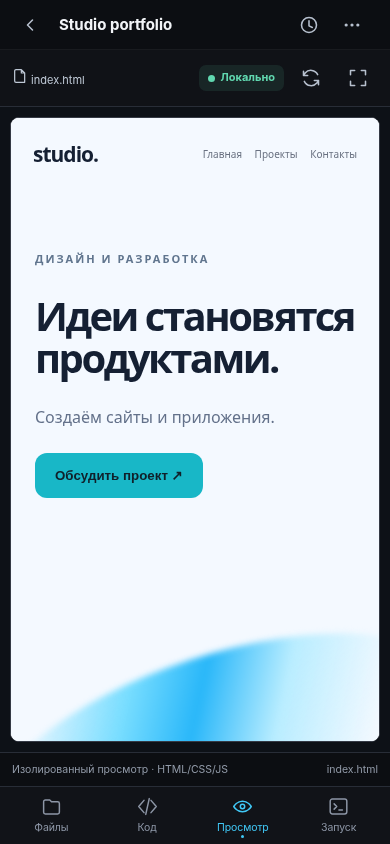 Studio portfolio
index.html
Локально
studio.
Главная Проекты Контакты
ДИЗАЙН И РАЗРАБОТКА
Идеи становятся
продуктами.
Создаём сайты и приложения.
Обсудить проект ↗
Изолированный просмотр · HTML/CSS/JS
index.html
Файлы
Код
Просмотр
Запуск